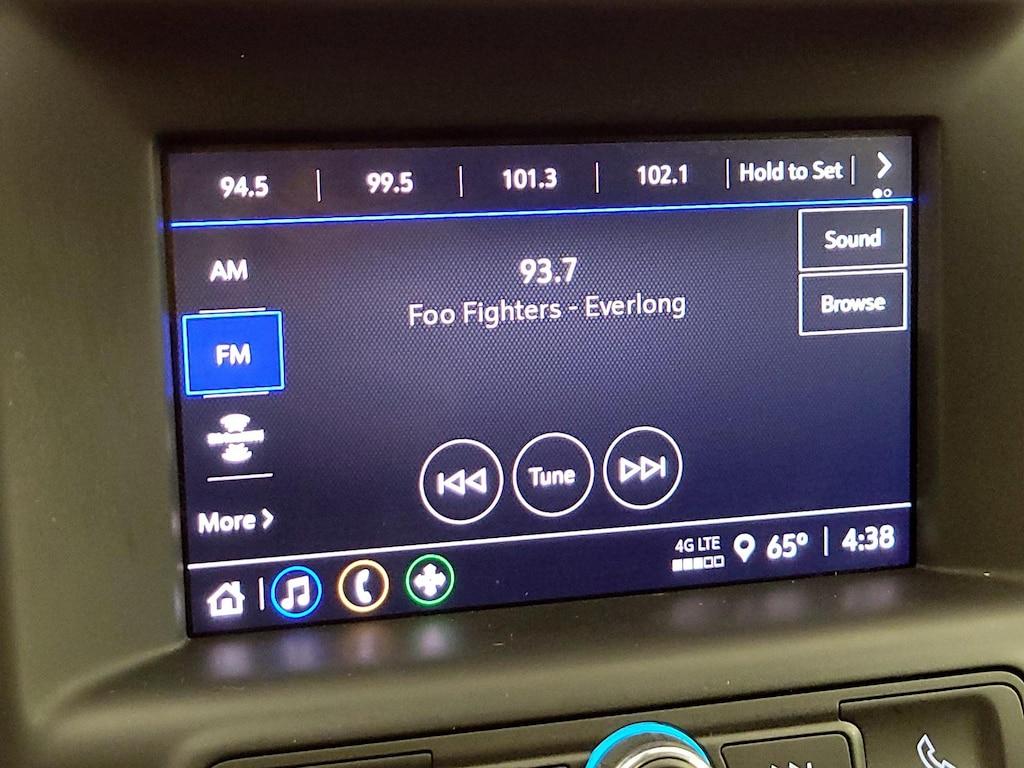 94.5 | 99.5 | 101.3 | 102.1 | Hold to Set |
AM
93.7
Sound
Foo Fighters - Everlong
Browse
FM
Tune
More
4G LTE 65° | 4:38